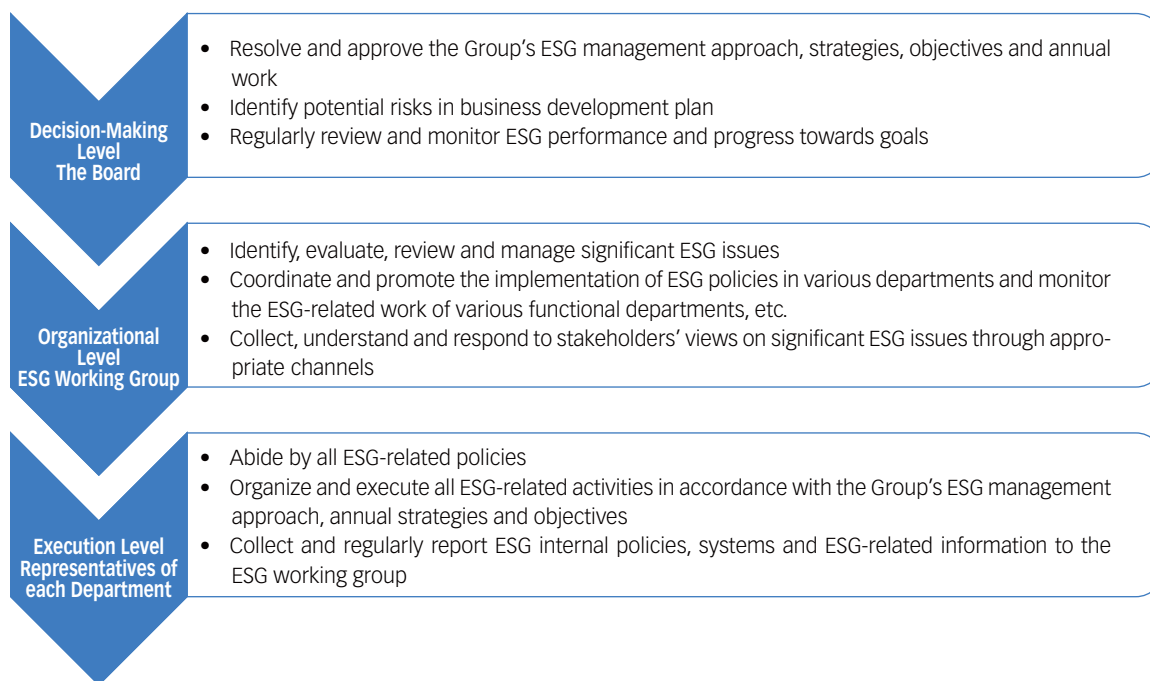 • Resolve and approve the Group's ESG management approach, strategies, objectives and annual
work
• Identify potential risks in business development plan
• Regularly review and monitor ESG performance and progress towards goals
Decision-Making
Level
The Board
• Identify, evaluate, review and manage significant ESG issues
• Coordinate and promote the implementation of ESG policies in various departments and monitor
the ESG-related work of various functional departments, etc.
• Collect, understand and respond to stakeholders' views on significant ESG issues through appro-
priate channels
Organizational
Level
ESG Working Group
• Abide by all ESG-related policies
• Organize and execute all ESG-related activities in accordance with the Group's ESG management
approach, annual strategies and objectives
• Collect and regularly report ESG internal policies, systems and ESG-related information to the
ESG working group
Execution Level
Representatives of
each Department